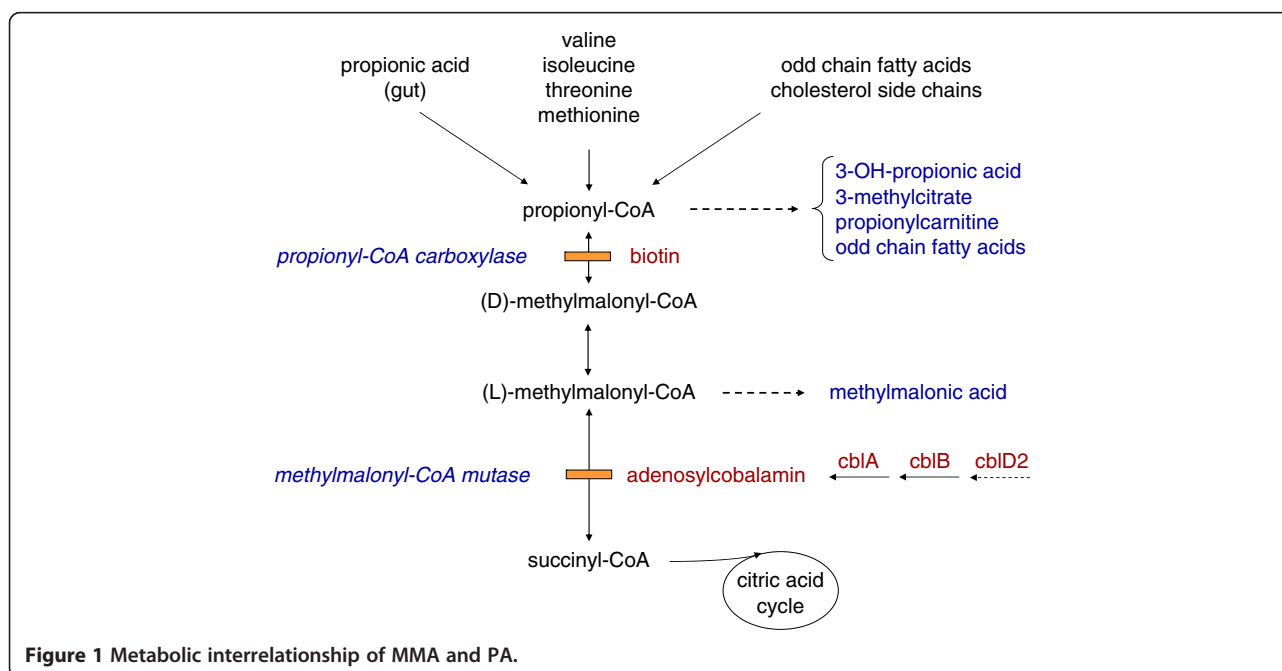 propionic acid
(gut)
valine
isoleucine
threonine
methionine
odd chain fatty acids
cholesterol side chains
propionyl-CoA
3-OH-propionic acid
3-methylcitrate
propionylcarnitine
odd chain fatty acids
propionyl-CoA carboxylase
biotin
(D)-methylmalonyl-CoA
(L)-methylmalonyl-CoA
methylmalonic acid
methylmalonyl-CoA mutase
adenosylcobalamin
cblA
cblB
cblD2
succinyl-CoA
citric acid
cycle
Figure 1 Metabolic interrelationship of MMA and PA.